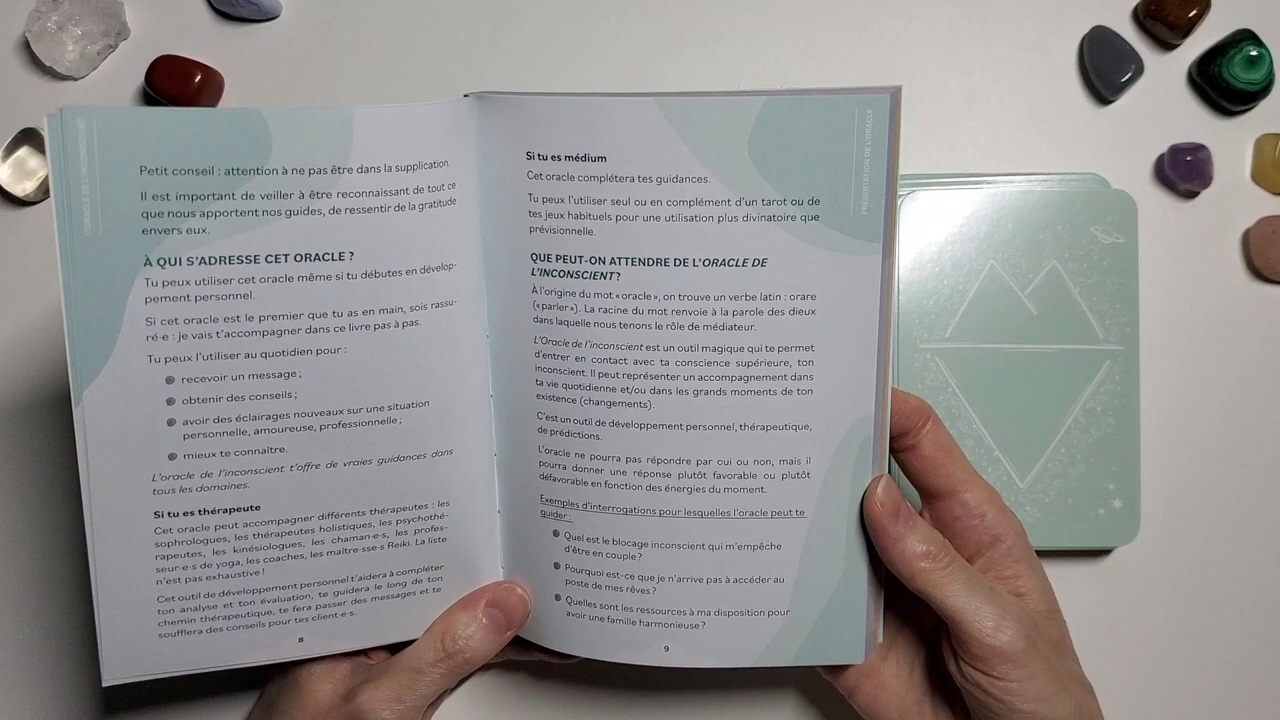 L'ORACLE DE L'INCONSCIENT
Petit conseil : attention à ne pas être dans la supplication.
Il est important de veiller à être reconnaissant de tout ce
que nous apportent nos guides, de ressentir de la gratitude
envers eux.
À QUI S'ADRESSE CET ORACLE ?
Tu peux utiliser cet oracle même si tu débutes en dévelop-
pement personnel.
Si cet oracle est le premier que tu as en main, sois rassu-
ré·e : je vais t'accompagner dans ce livre pas à pas.
Tu peux l'utiliser au quotidien pour :
recevoir un message ;
obtenir des conseils ;
avoir des éclairages nouveaux sur une situation
personnelle, amoureuse, professionnelle ;
mieux te connaître.
L'oracle de l'inconscient t'offre de vraies guidances dans
tous les domaines.
Si tu es thérapeute
Cet oracle peut accompagner différents thérapeutes : les
sophrologues, les thérapeutes holistiques, les psychothé-
rapeutes, les kinésiologues, les chaman·e·s, les profes-
seur·e·s de yoga, les coaches, les maître·sse·s Reiki. La liste
n'est pas exhaustive !
Cet outil de développement personnel t'aidera à compléter
ton analyse et ton évaluation, te guidera le long de ton
chemin thérapeutique, te fera passer des messages et te
soufflera des conseils pour tes client·e·s.
8
PRÉSENTATION DE L'ORACLE
Si tu es médium
Cet oracle complétera tes guidances.
Tu peux l'utiliser seul ou en complément d'un tarot ou de
tes jeux habituels pour une utilisation plus divinatoire que
prévisionnelle.
QUE PEUT-ON ATTENDRE DE L'ORACLE DE
L'INCONSCIENT ?
À l'origine du mot « oracle », on trouve un verbe latin : orare
(« parler »). La racine du mot renvoie à la parole des dieux
dans laquelle nous tenons le rôle de médiateur.
L'Oracle de l'inconscient est un outil magique qui te permet
d'entrer en contact avec ta conscience supérieure, ton
inconscient. Il peut représenter un accompagnement dans
ta vie quotidienne et/ou dans les grands moments de ton
existence (changements).
C'est un outil de développement personnel, thérapeutique,
de prédictions.
L'oracle ne pourra pas répondre par oui ou non, mais il
pourra donner une réponse plutôt favorable ou plutôt
défavorable en fonction des énergies du moment.
Exemples d'interrogations pour lesquelles l'oracle peut te
guider :
Quel est le blocage inconscient qui m'empêche
d'être en couple ?
Pourquoi est-ce que je n'arrive pas à accéder au
poste de mes rêves ?
Quelles sont les ressources à ma disposition pour
avoir une famille harmonieuse ?
9